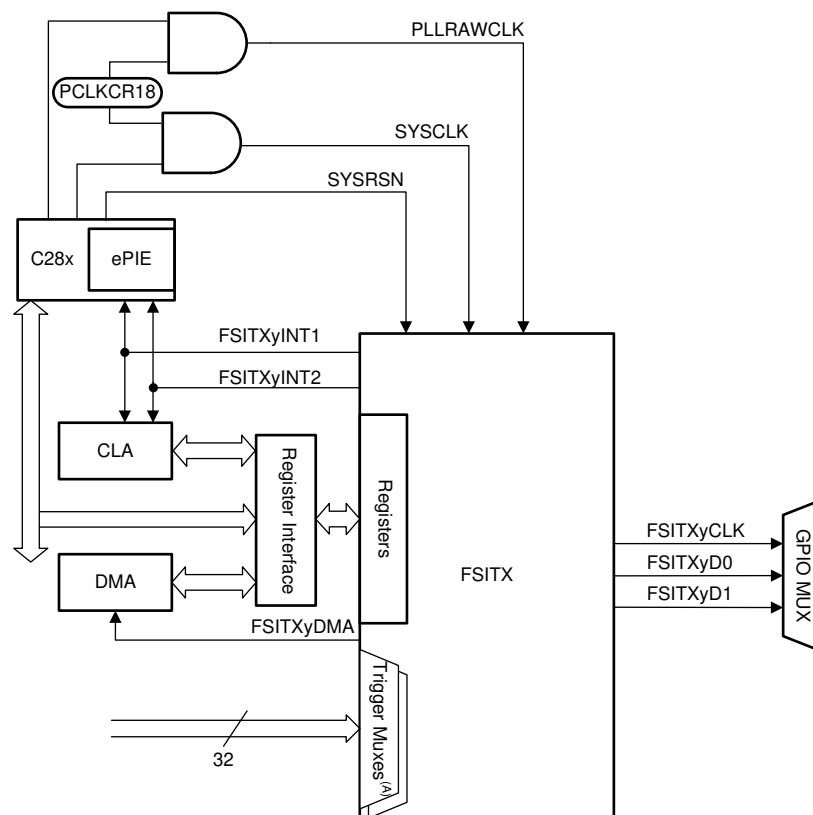 PLLRAWCLK
PCLKCR18
SYSCLK
SYSRSN
C28x
ePIE
FSITXyINT1
FSITXyINT2
CLA
Register Interface
Registers
FSITX
FSITXyCLK
FSITXyD0
FSITXyD1
GPIO MUX
DMA
FSITXyDMA
Trigger Muxes(A)
32